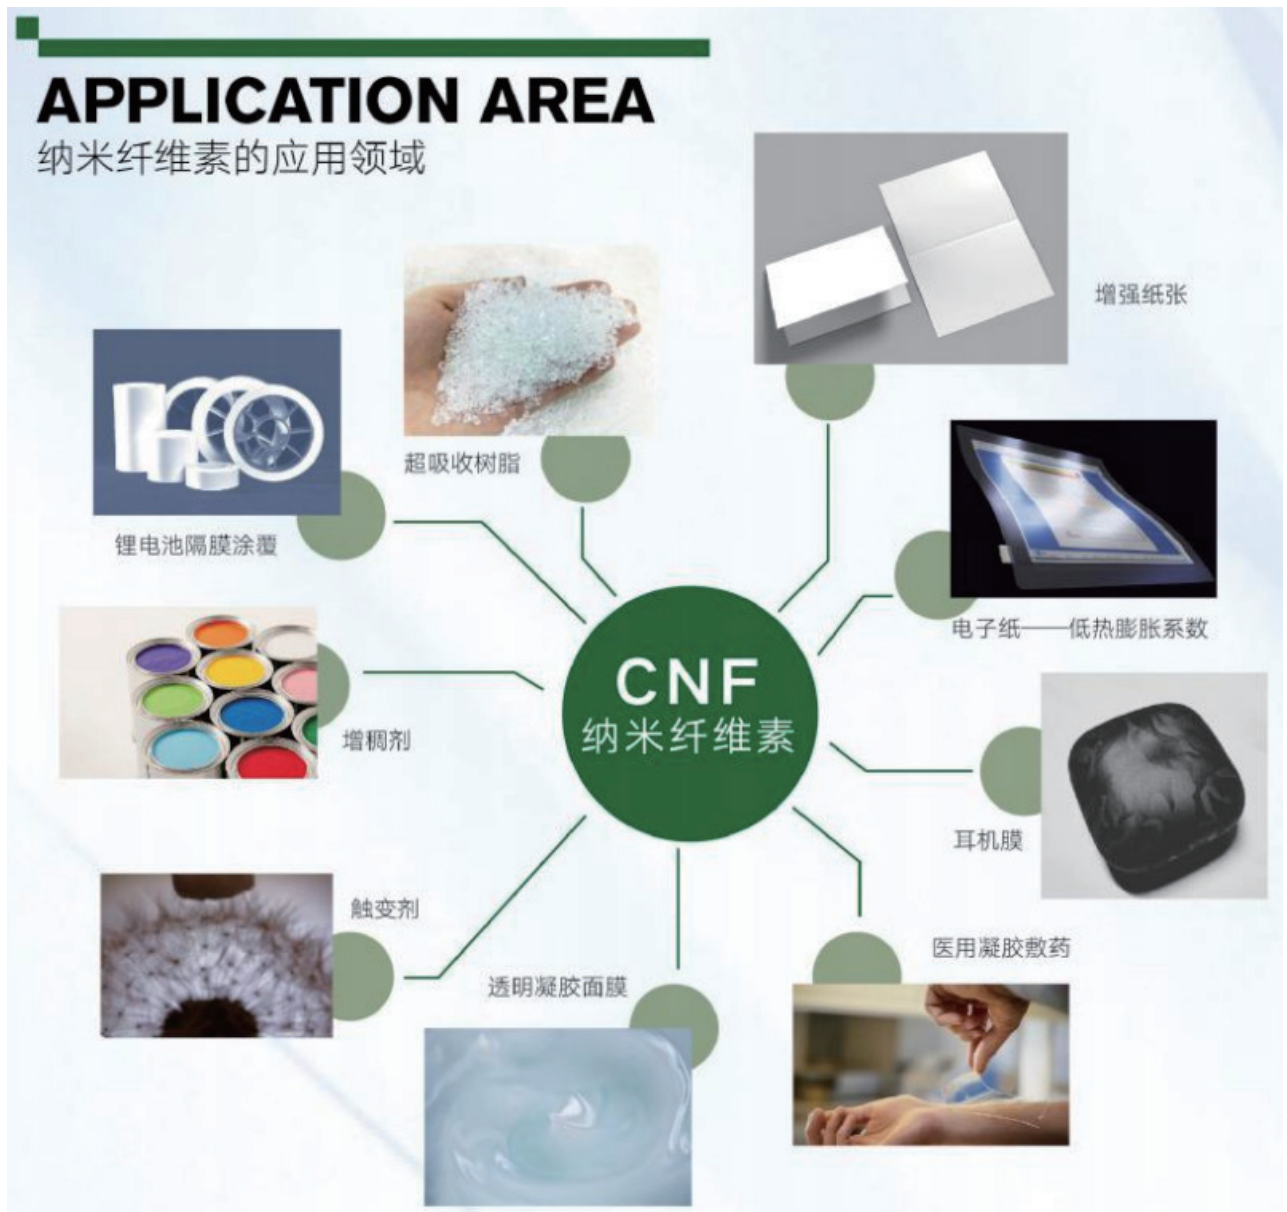 APPLICATION AREA
纳米纤维素的应用领域
增强纸张
超吸收树脂
锂电池隔膜涂覆
电子纸——低热膨胀系数
CNF
纳米纤维素
增稠剂
耳机膜
触变剂
医用凝胶敷药
透明凝胶面膜